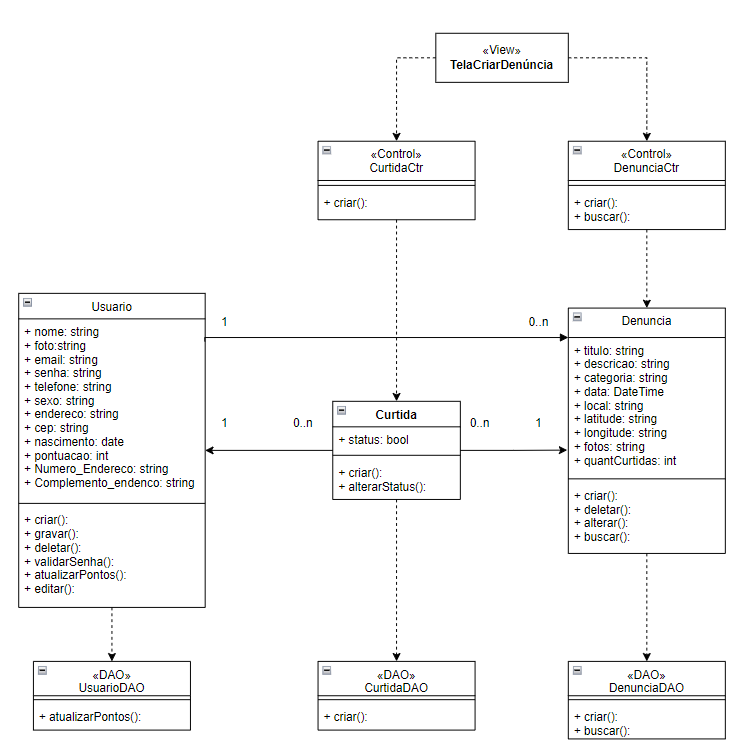 «View»
TelaCriarDenúncia
«Control»
CurtidaCtr
+ criar():
«Control»
DenunciaCtr
+ criar():
+ buscar():
Usuario
+ nome: string
+ foto:string
+ email: string
+ senha: string
+ telefone: string
+ sexo: string
+ endereco: string
+ cep: string
+ nascimento: date
+ pontuacao: int
+ Numero_Endereco: string
+ Complemento_endenco: string
+ criar():
+ gravar():
+ deletar():
+ validarSenha():
+ atualizarPontos():
+ editar():
1
0..n
Denuncia
+ titulo: string
+ descricao: string
+ categoria: string
+ data: DateTime
+ local: string
+ latitude: string
+ longitude: string
+ fotos: string
+ quantCurtidas: int
+ criar():
+ deletar():
+ alterar():
+ buscar():
1
0..n
Curtida
+ status: bool
+ criar():
+ alterarStatus():
0..n
1
«DAO»
UsuarioDAO
+ atualizarPontos():
«DAO»
CurtidaDAO
+ criar():
«DAO»
DenunciaDAO
+ criar():
+ buscar():